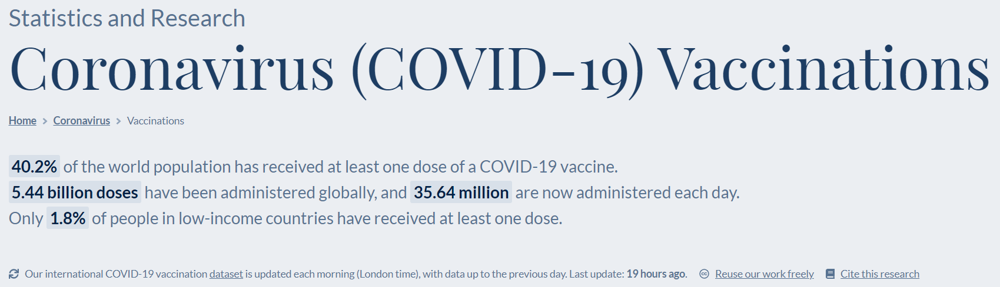 Statistics and Research
Coronavirus (COVID-19) Vaccinations
Home > Coronavirus > Vaccinations
40.2% of the world population has received at least one dose of a COVID-19 vaccine.
5.44 billion doses have been administered globally, and 35.64 million are now administered each day.
Only 1.8% of people in low-income countries have received at least one dose.
Our international COVID-19 vaccination dataset is updated each morning (London time), with data up to the previous day. Last update: 19 hours ago. cc Reuse our work freely Cite this research